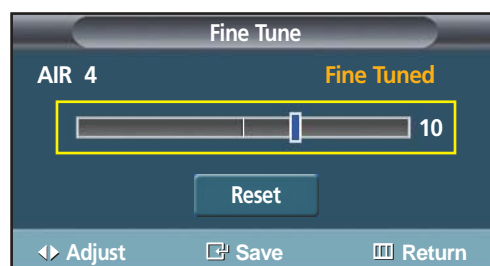 Fine Tune
AIR 4 Fine Tuned
10
Reset
Adjust Save Return